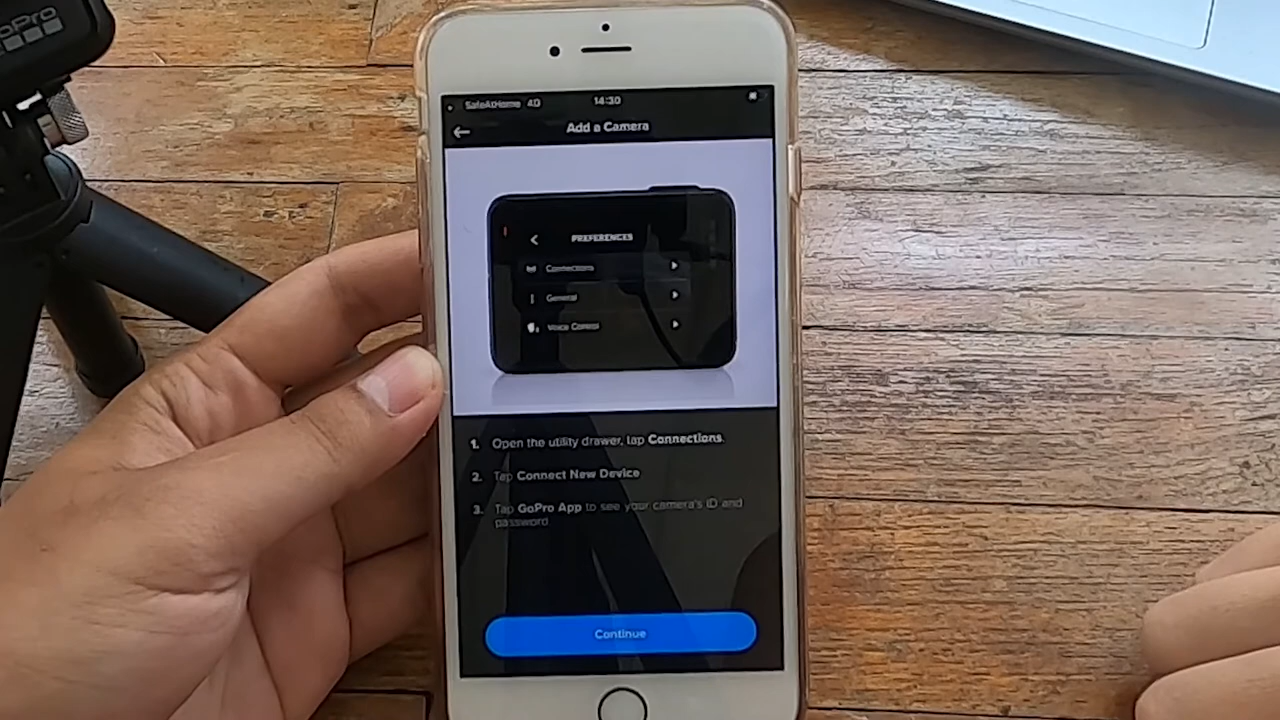 GoPro
SafeAtHome 4G 14:30
Add a Camera
PREFERENCES
Connections
General
Voice Control
1. Open the utility drawer, tap Connections.
2. Tap Connect New Device
3. Tap GoPro App to see your camera's ID and
password
Continue